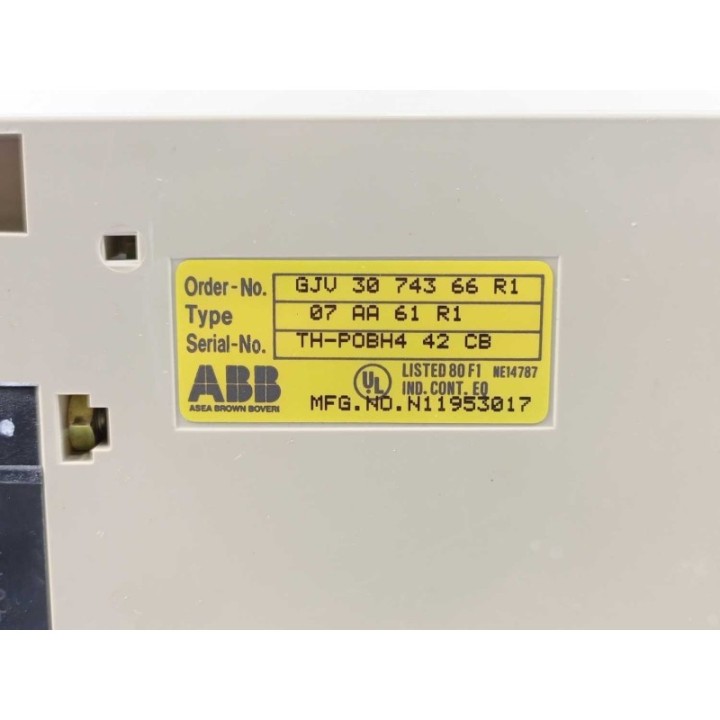 Order-No. GJV 30 743 66 R1
Type 07 AA 61 R1
Serial-No. TH-POBH4 42 CB
ABB
ASEA BROWN BOVERI
UL LISTED 80 F1 NE14787
IND. CONT. EQ
MFG.NO.N11953017